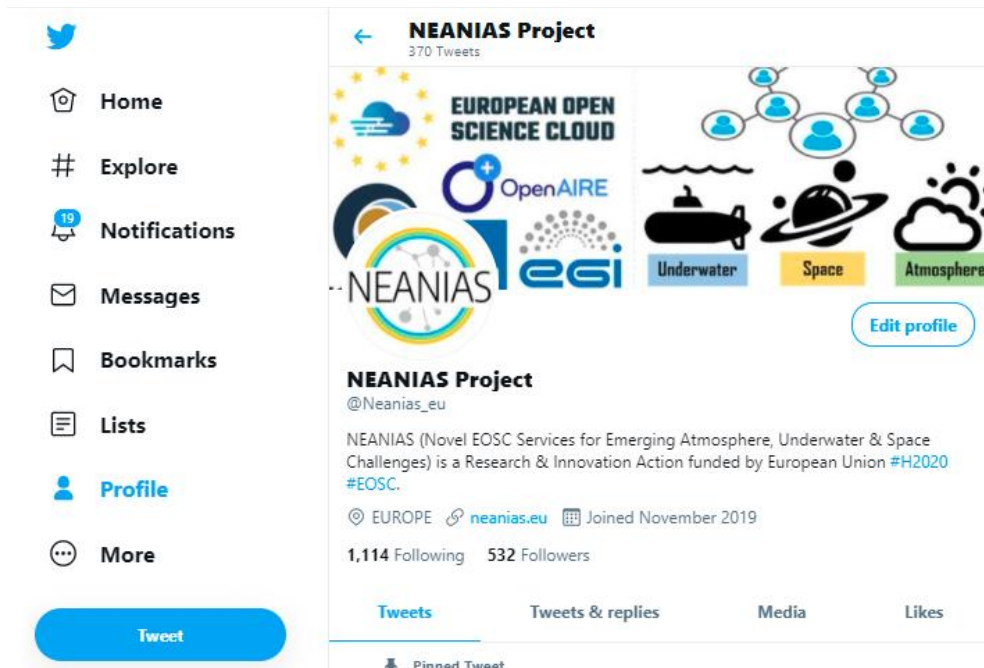 Home
Explore
19
Notifications
Messages
Bookmarks
Lists
Profile
More
Tweet
NEANIAS Project
370 Tweets
EUROPEAN OPEN
SCIENCE CLOUD
OpenAIRE
egi
Underwater
Space
Atmosphere
NEANIAS
Edit profile
NEANIAS Project
@Neanias_eu
NEANIAS (Novel EOSC Services for Emerging Atmosphere, Underwater & Space
Challenges) is a Research & Innovation Action funded by European Union #H2020
#EOSC.
EUROPE neanias.eu Joined November 2019
1,114 Following 532 Followers
Tweets Tweets & replies Media Likes
Pinned Tweet